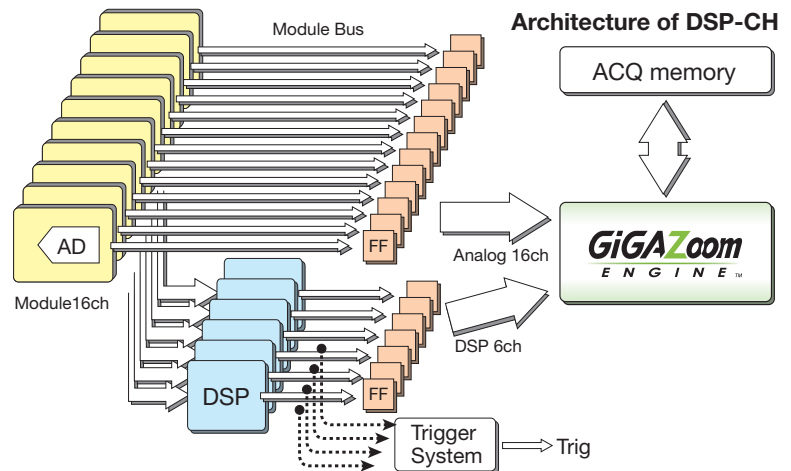 Architecture of DSP-CH
Module Bus
ACQ memory
AD
FF
Analog 16ch
GiGAZoom
ENGINE™
Module16ch
DSP 6ch
DSP
FF
Trigger
System
Trig